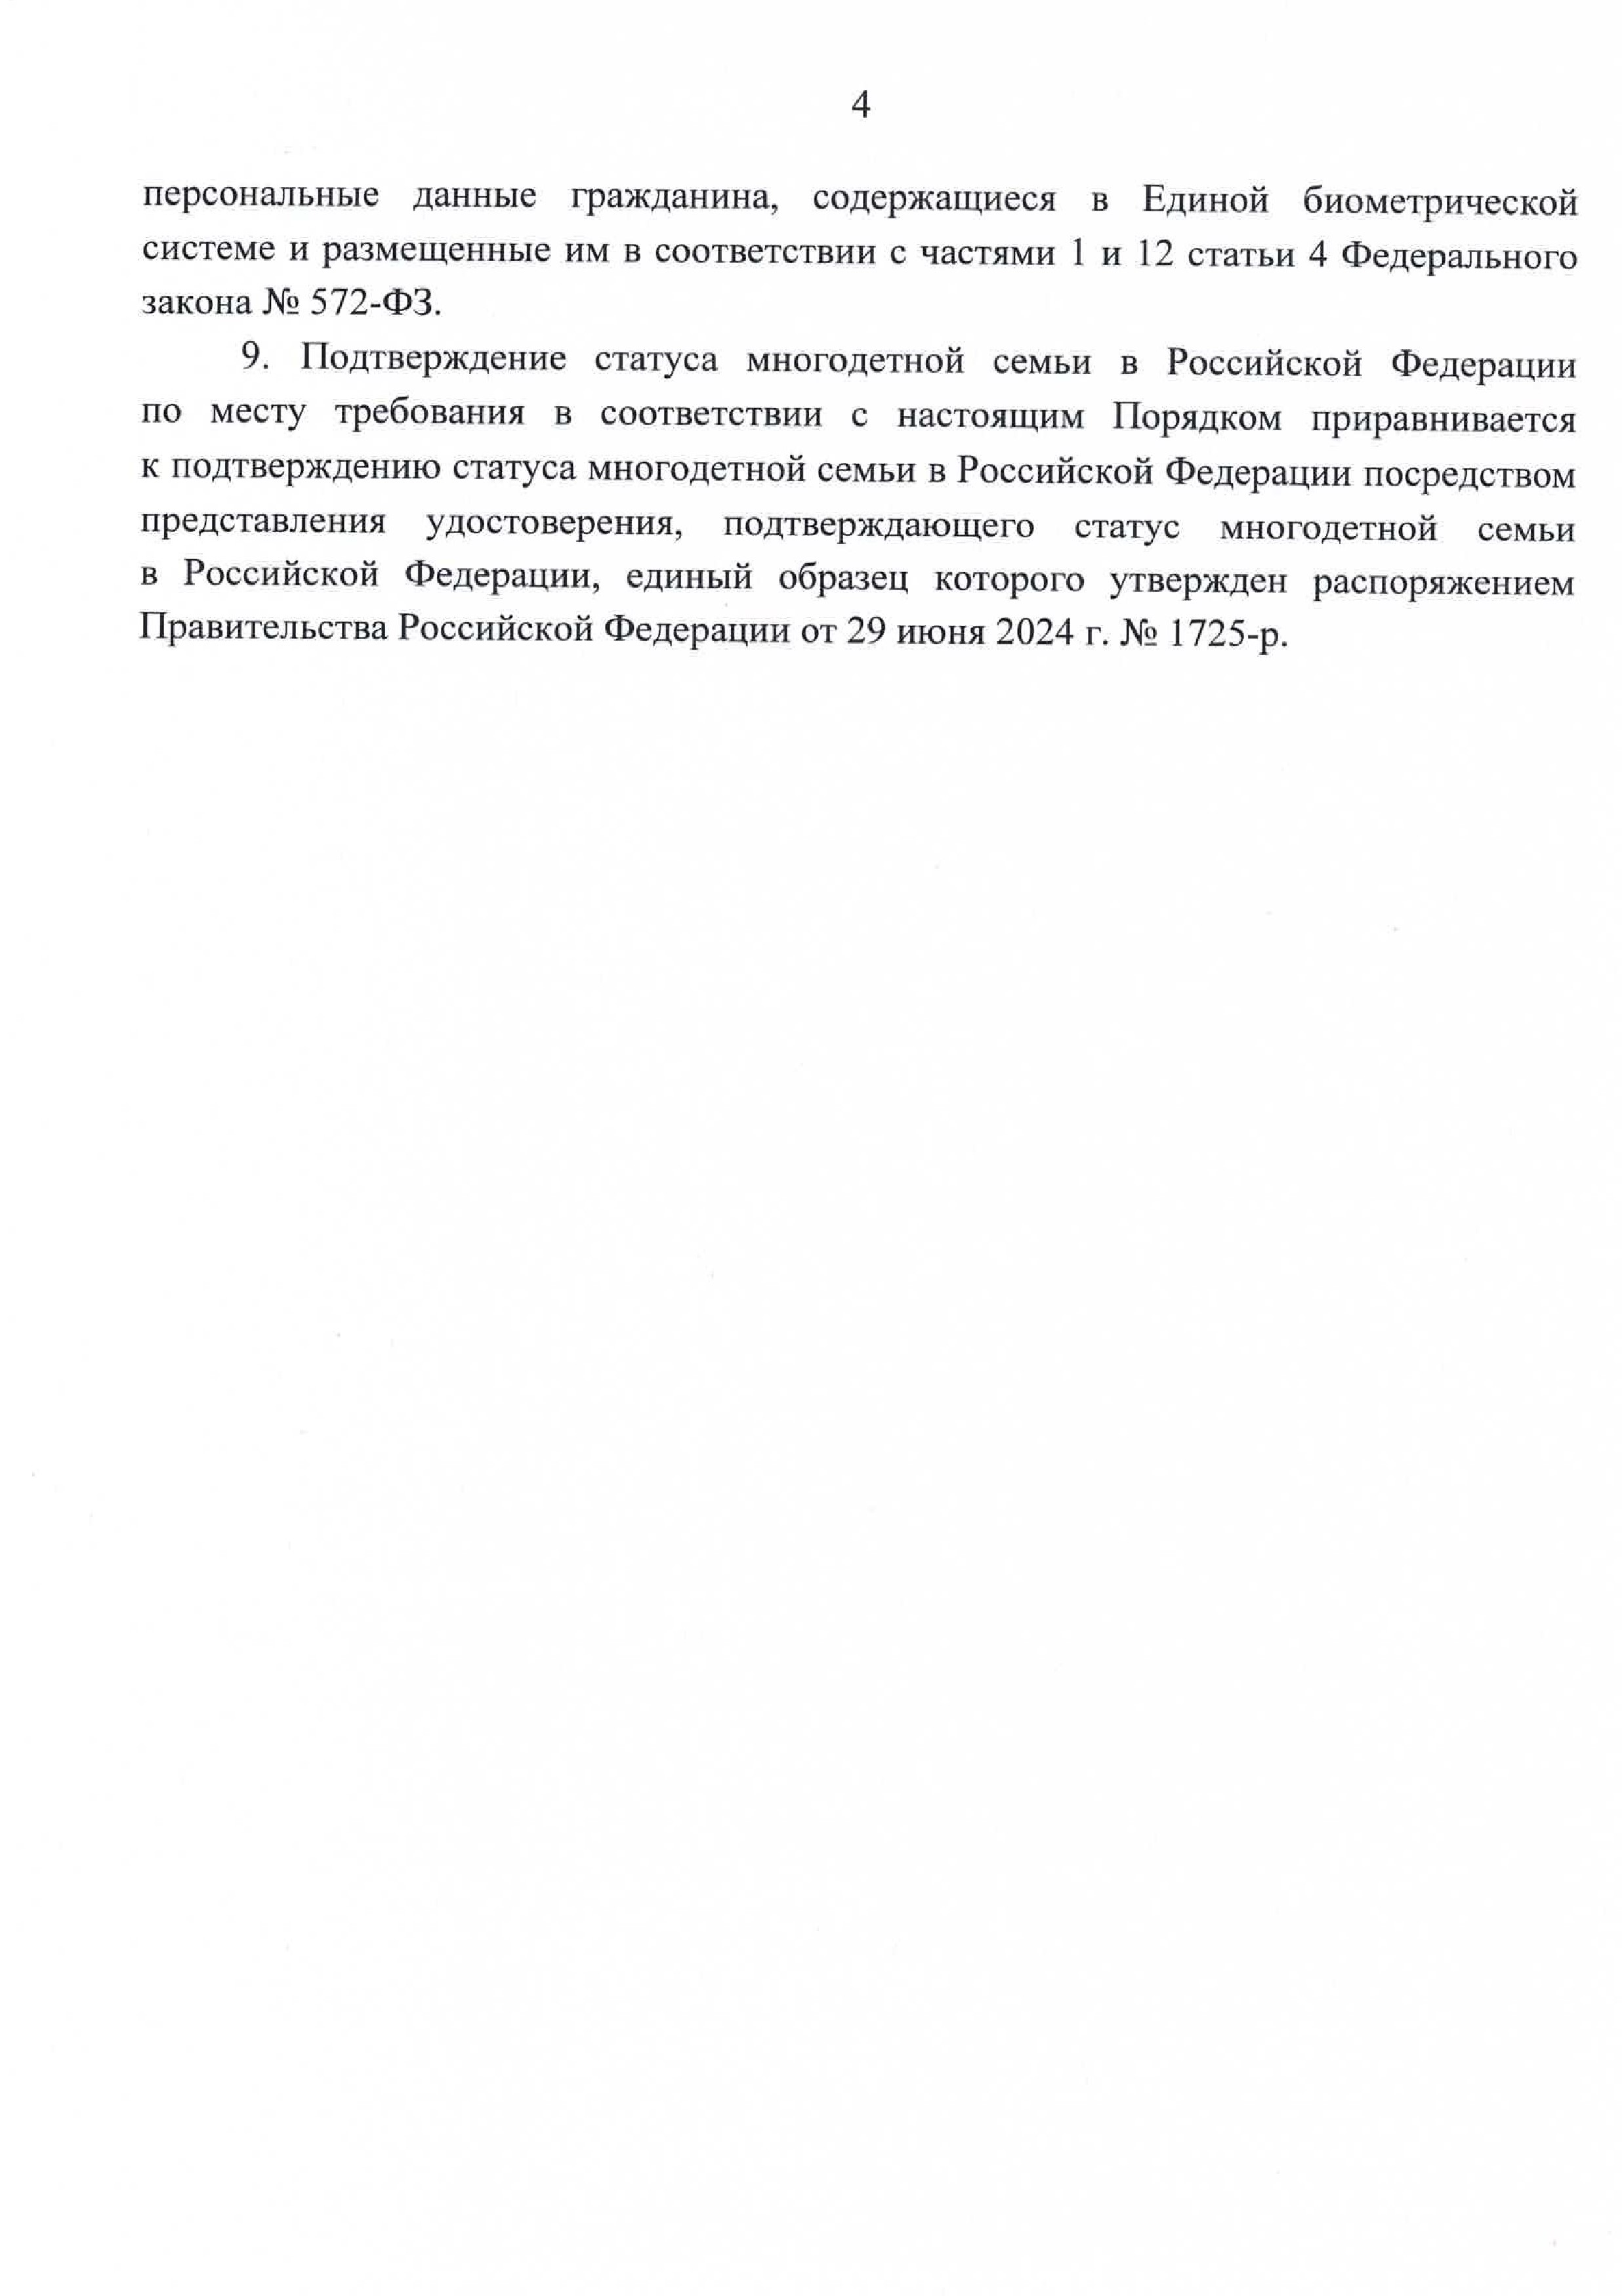 4
персональные данные гражданина, содержащиеся в Единой биометрической
системе и размещенные им в соответствии с частями 1 и 12 статьи 4 Федерального
закона № 572-ФЗ.
9. Подтверждение статуса многодетной семьи в Российской Федерации
по месту требования в соответствии с настоящим Порядком приравнивается
к подтверждению статуса многодетной семьи в Российской Федерации посредством
представления удостоверения, подтверждающего статус многодетной семьи
в Российской Федерации, единый образец которого утвержден распоряжением
Правительства Российской Федерации от 29 июня 2024 г. № 1725-р.